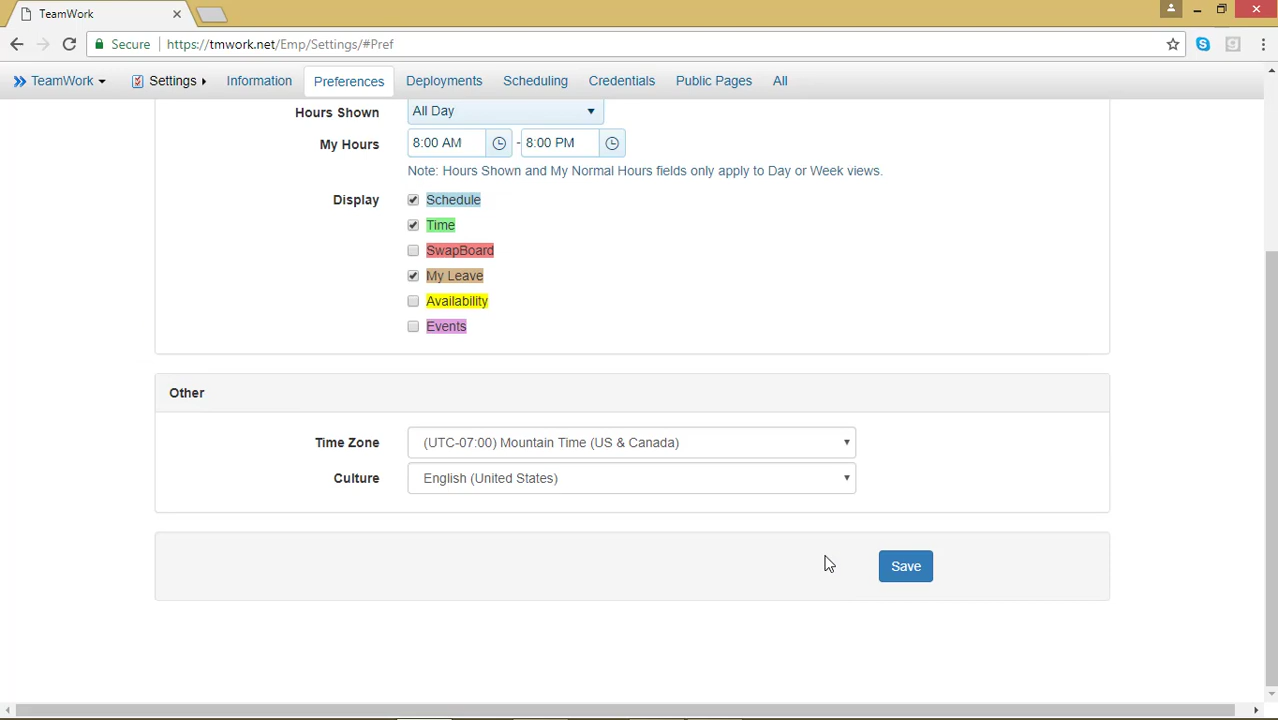 TeamWork
Secure https://tmwork.net/Emp/Settings/#Pref
TeamWork Settings Information Preferences Deployments Scheduling Credentials Public Pages All
Hours Shown All Day
My Hours 8:00 AM - 8:00 PM
Note: Hours Shown and My Normal Hours fields only apply to Day or Week views.
Display Schedule
Time
SwapBoard
My Leave
Availability
Events
Other
Time Zone (UTC-07:00) Mountain Time (US & Canada)
Culture English (United States)
Save